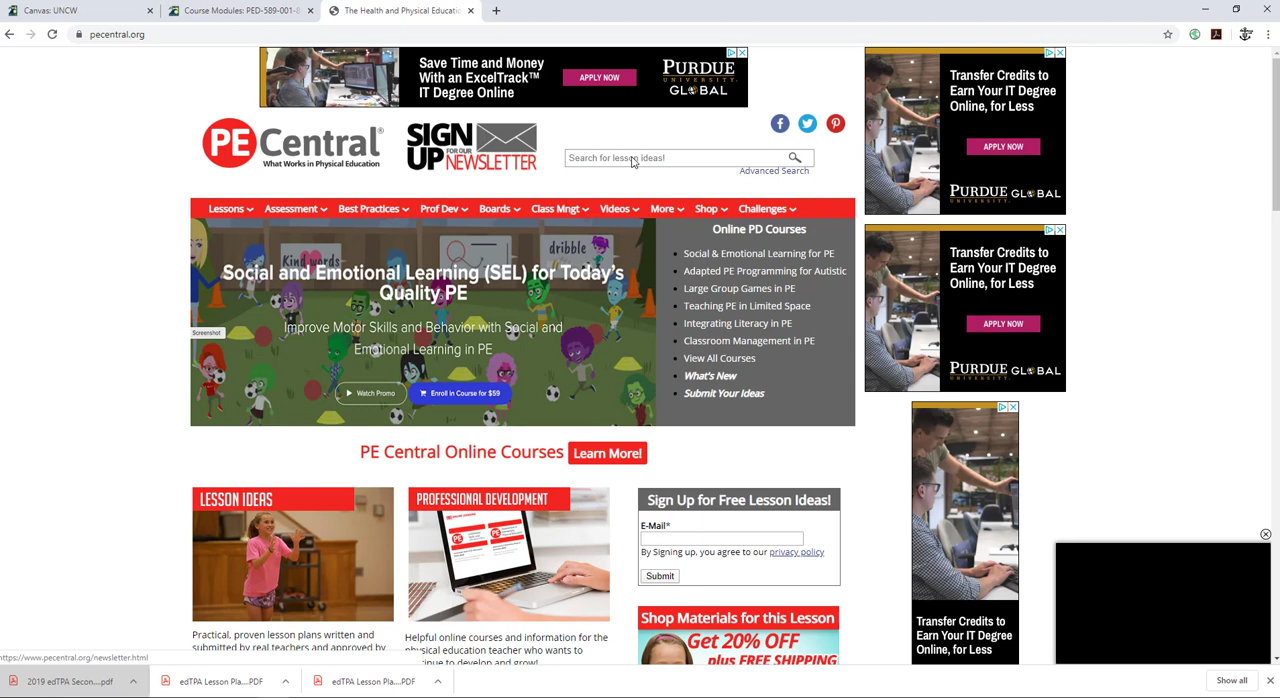 Canvas: UNCW
Course Modules: PED-589-001-
The Health and Physical Educatio
pecentral.org
Save Time and Money
With an ExcelTrack™
IT Degree Online
APPLY NOW
PURDUE
UNIVERSITY
GLOBAL
Transfer Credits to
Earn Your IT Degree
Online, for Less
APPLY NOW
PURDUE
UNIVERSITY
GLOBAL
PE Central®
What Works in Physical Education
SIGN
UP FOR OUR
NEWSLETTER
Search for lesson ideas!
Advanced Search
Lessons Assessment Best Practices Prof Dev Boards Class Mngt Videos More Shop Challenges
Kind words
dribble
Social and Emotional Learning (SEL) for Today's
Quality PE
Improve Motor Skills and Behavior with Social and
Emotional Learning in PE
Screenshot
Watch Promo
Enroll in Course for $59
Online PD Courses
Social & Emotional Learning for PE
Adapted PE Programming for Autistic
Large Group Games in PE
Teaching PE in Limited Space
Integrating Literacy in PE
Classroom Management in PE
View All Courses
What's New
Submit Your Ideas
Transfer Credits to
Earn Your IT Degree
Online, for Less
APPLY NOW
PURDUE
UNIVERSITY
GLOBAL
PE Central Online Courses Learn More!
LESSON IDEAS
PROFESSIONAL DEVELOPMENT
Sign Up for Free Lesson Ideas!
E-Mail*
By Signing up, you agree to our privacy policy
Submit
Shop Materials for this Lesson
Get 20% OFF
plus FREE SHIPPING
Practical, proven lesson plans written and
submitted by real teachers and approved by
Helpful online courses and information for the
physical education teacher who wants to
continue to develop and grow!
Transfer Credits to
Earn Your IT Degree
Online, for Less
https://www.pecentral.org/newsletter.html
2019 edTPA Secon....pdf
edTPA Lesson Pla....PDF
edTPA Lesson Pla....PDF
Show all